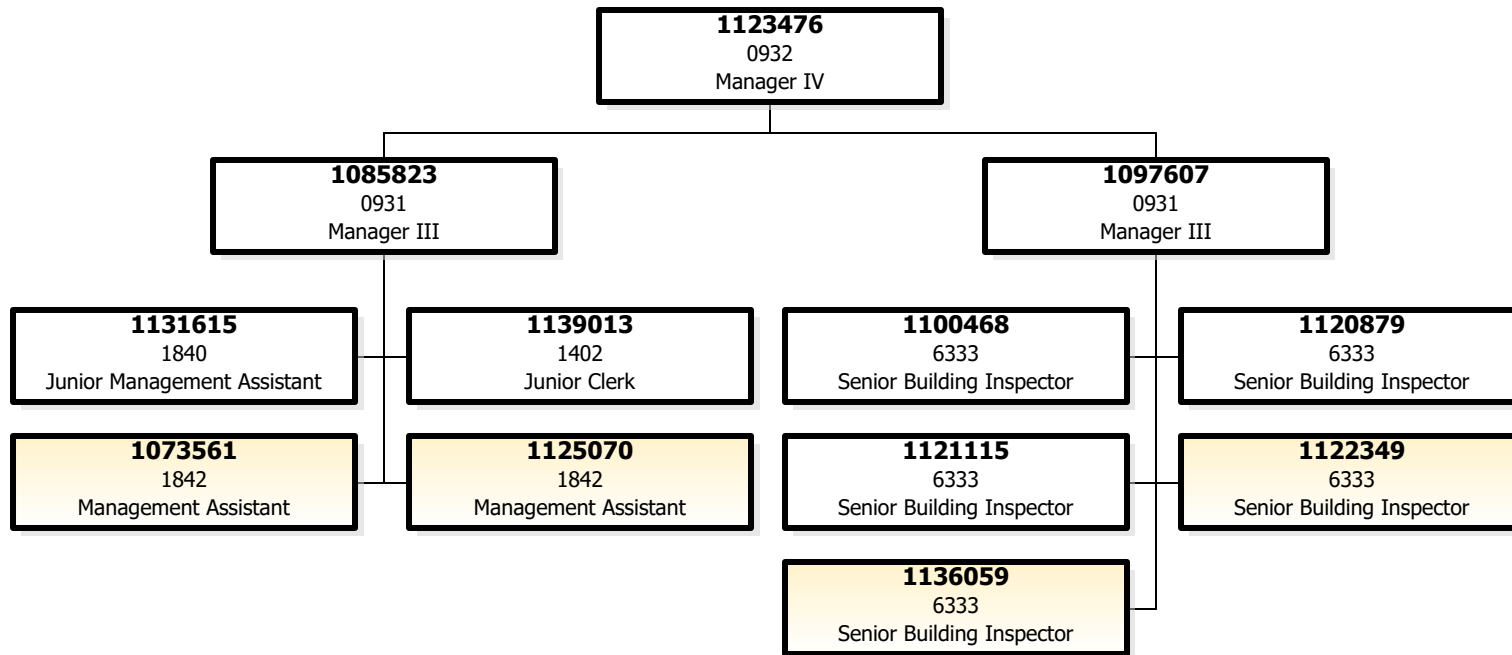 1123476
0932
Manager IV
1085823
0931
Manager III
1097607
0931
Manager III
1131615
1840
Junior Management Assistant
1139013
1402
Junior Clerk
1100468
6333
Senior Building Inspector
1120879
6333
Senior Building Inspector
1073561
1842
Management Assistant
1125070
1842
Management Assistant
1121115
6333
Senior Building Inspector
1122349
6333
Senior Building Inspector
1136059
6333
Senior Building Inspector